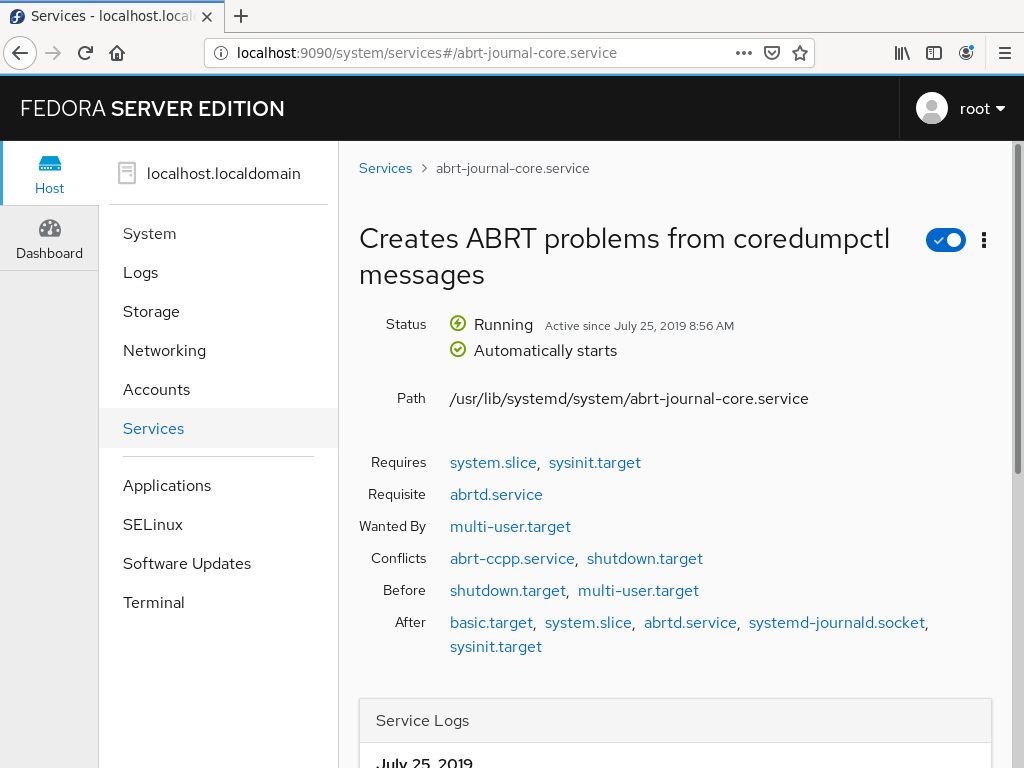 Services - localhost.local
localhost:9090/system/services#/abrt-journal-core.service
FEDORA SERVER EDITION
root
Host
Dashboard
localhost.localdomain
System
Logs
Storage
Networking
Accounts
Services
Applications
SELinux
Software Updates
Terminal
Services > abrt-journal-core.service
Creates ABRT problems from coredumpctl
messages
Status Running Active since July 25, 2019 8:56 AM
Automatically starts
Path /usr/lib/systemd/system/abrt-journal-core.service
Requires system.slice, sysinit.target
Requisite abrtd.service
Wanted By multi-user.target
Conflicts abrt-ccpp.service, shutdown.target
Before shutdown.target, multi-user.target
After basic.target, system.slice, abrtd.service, systemd-journald.socket,
sysinit.target
Service Logs
July 25, 2019